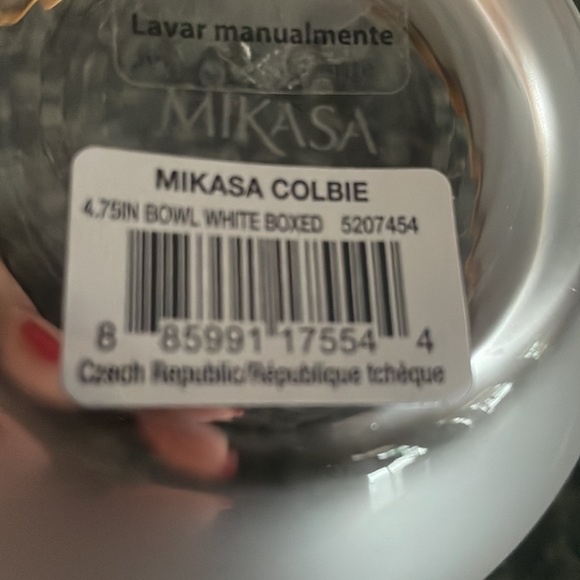 Lavar manualmente
MIKASA
MIKASA COLBIE
4.75IN BOWL WHITE BOXED 5207454
8 85991 17554 4
Czech Republic/République tchèque